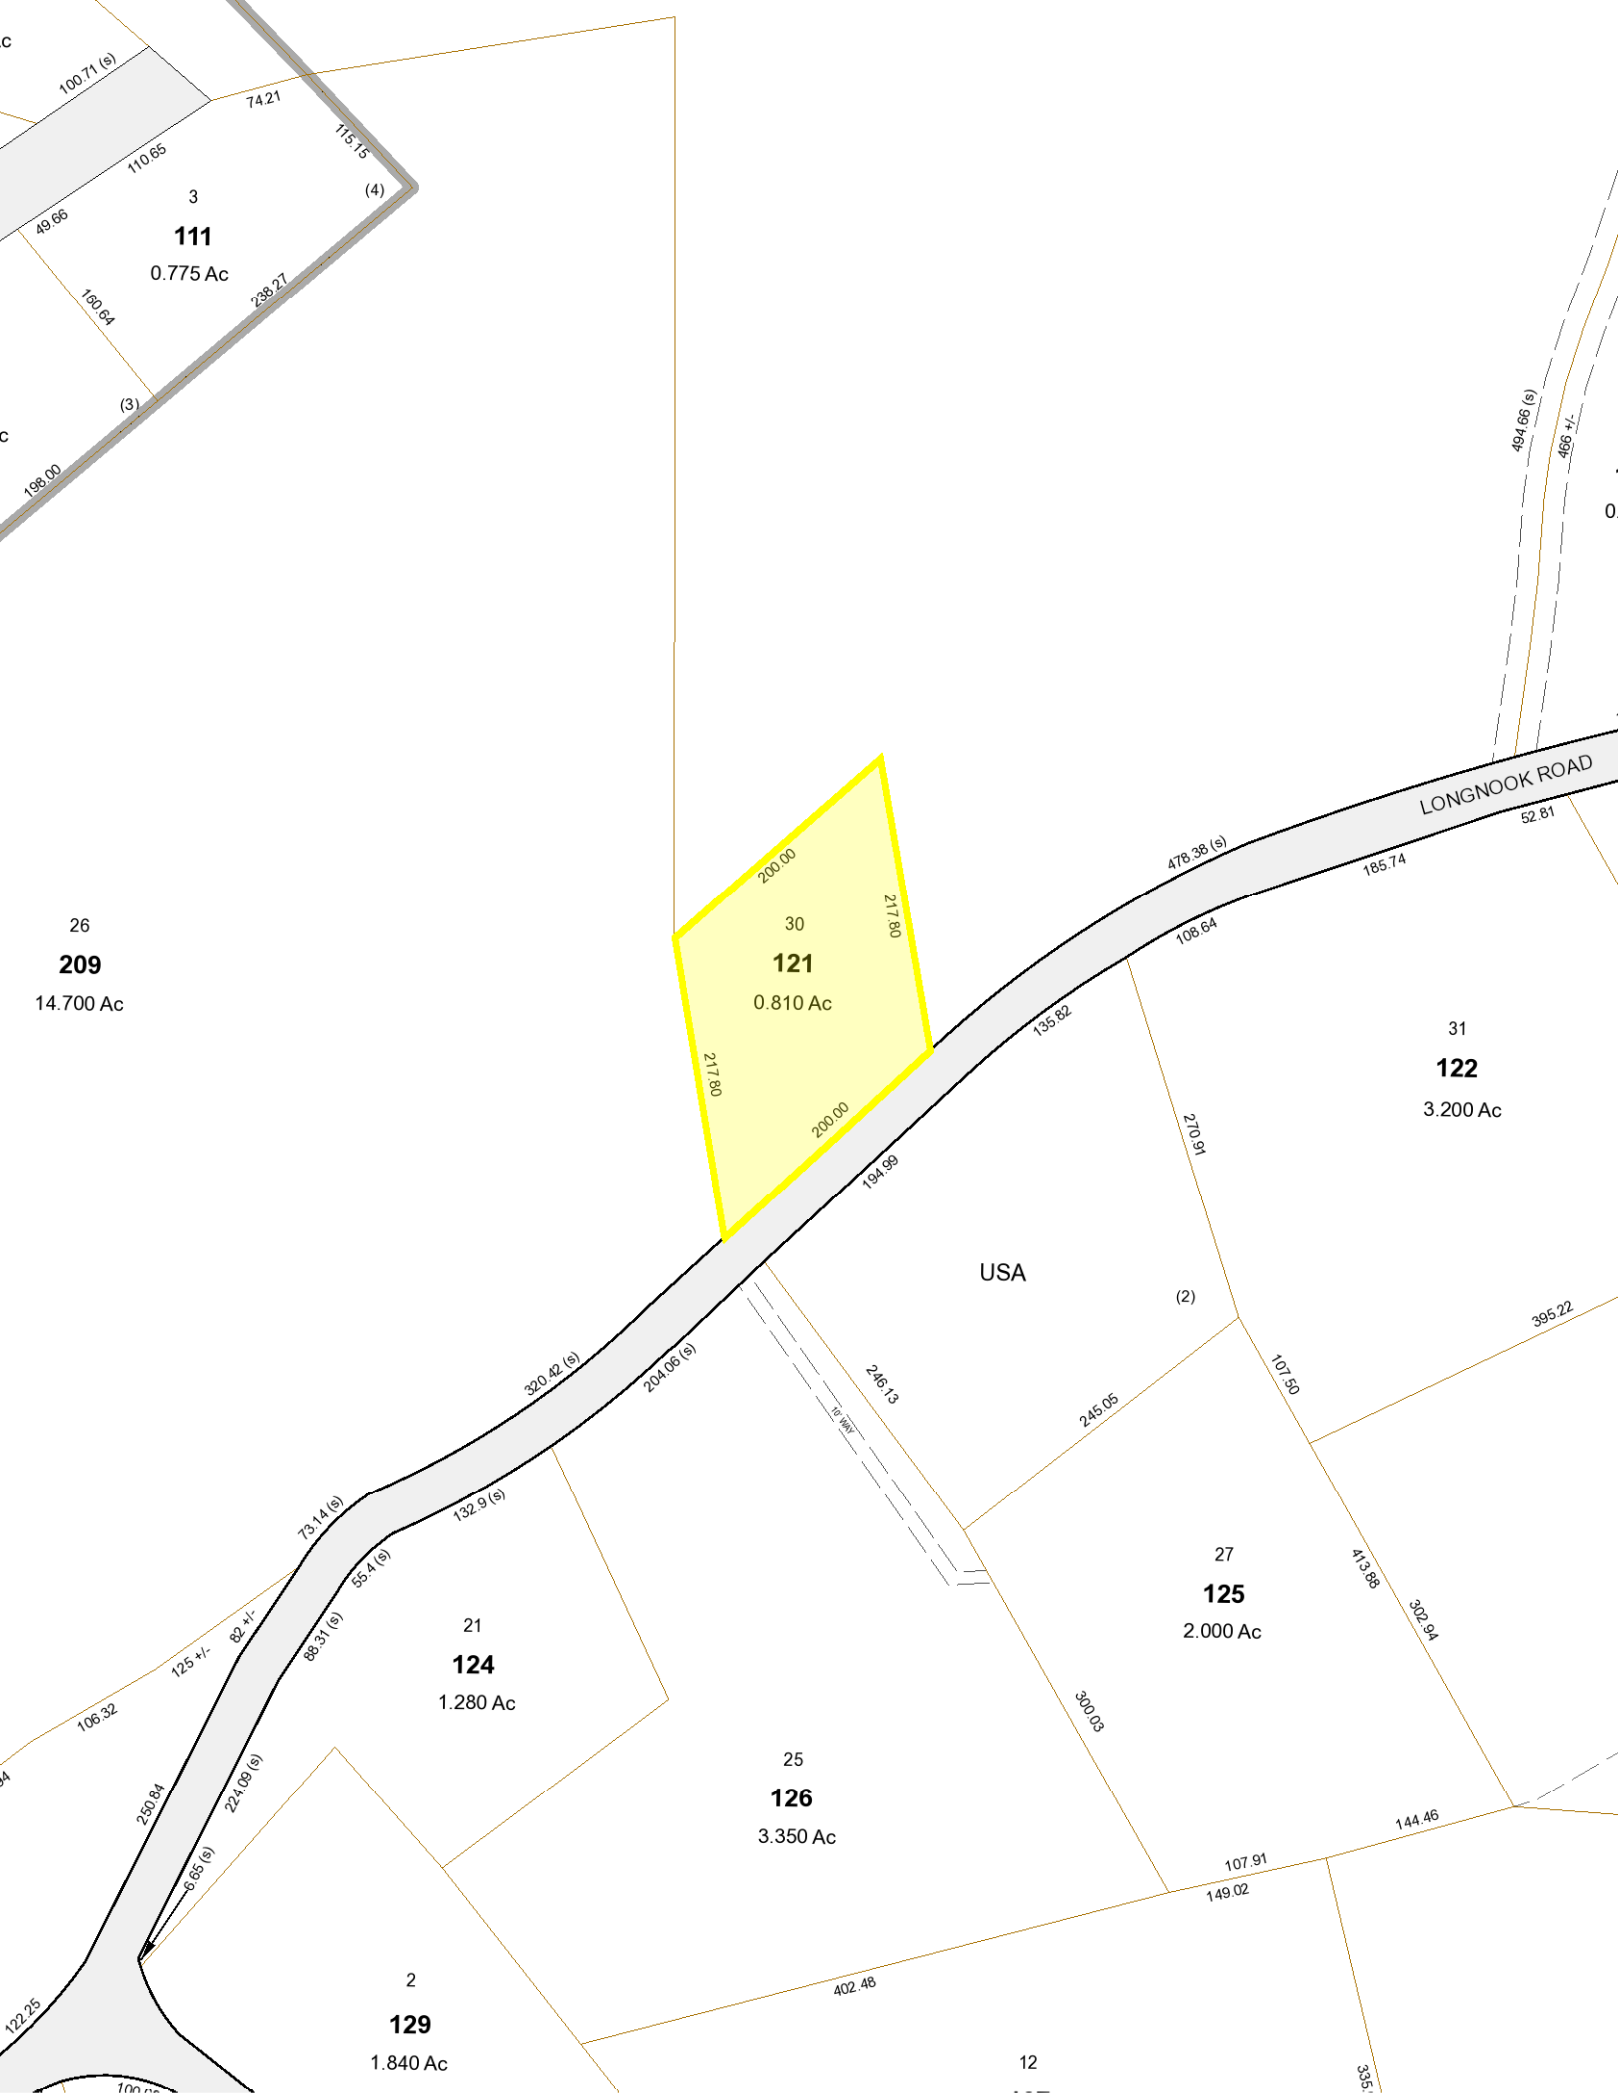 100.71 (s)
74.21
115.15
110.65
(4)
3
111
0.775 Ac
49.66
160.64
238.27
(3)
198.00
494.66 (s)
466 +/-
LONGNOOK ROAD
52.81
478.38 (s)
185.74
200.00
217.80
30
121
0.810 Ac
108.64
26
209
14.700 Ac
135.82
31
122
3.200 Ac
217.80
200.00
270.91
194.99
USA
(2)
395.22
320.42 (s)
204.06 (s)
246.13
107.50
245.05
10' WAY
73.14 (s)
132.9 (s)
55.4 (s)
27
125
2.000 Ac
413.88
302.94
82 +/-
88.31 (s)
125 +/-
21
124
1.280 Ac
106.32
300.03
25
126
3.350 Ac
250.84
224.09 (s)
144.46
6.65 (s)
107.91
149.02
402.48
2
129
1.840 Ac
122.25
12